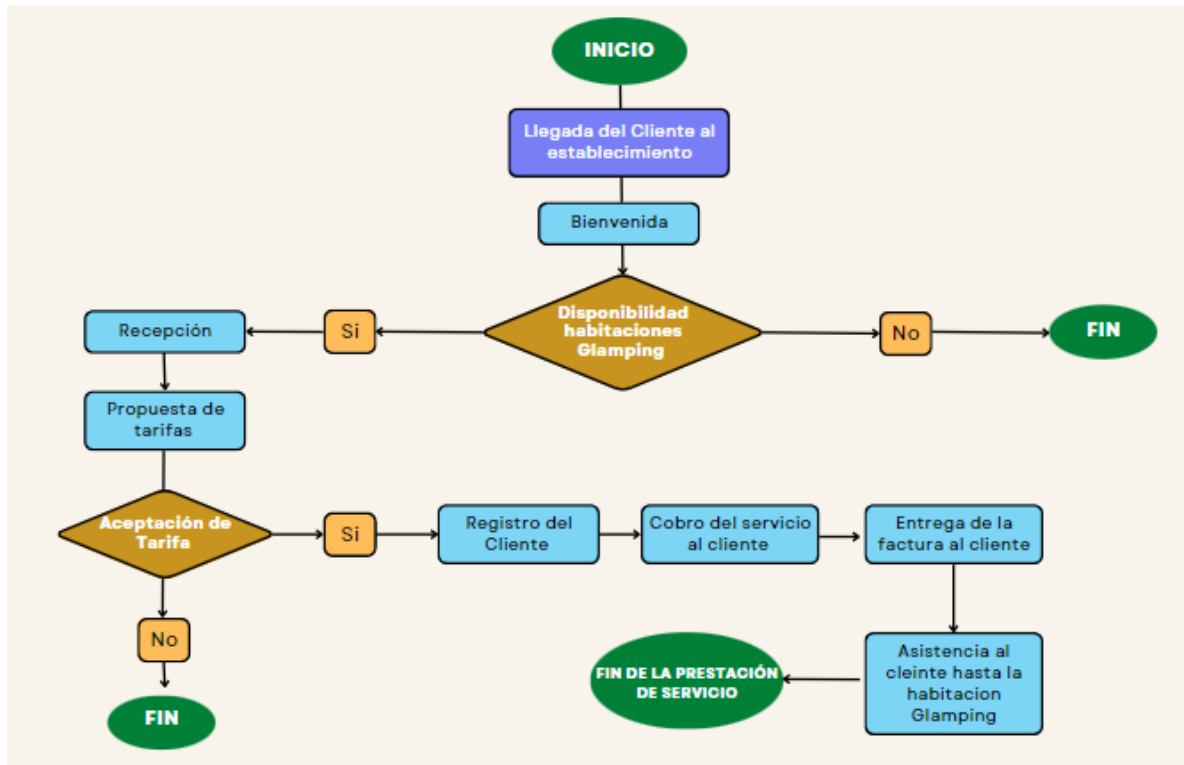 INICIO
Llegada del Cliente al
establecimiento
Bienvenida
Disponibilidad
habitaciones
Glamping
Si
Recepción
No
FIN
Propuesta de
tarifas
Aceptación de
Tarifa
Si
Registro del
Cliente
Cobro del servicio
al cliente
Entrega de la
factura al cliente
No
FIN
Asistencia al
cleinte hasta la
habitacion
Glamping
FIN DE LA PRESTACIÓN
DE SERVICIO